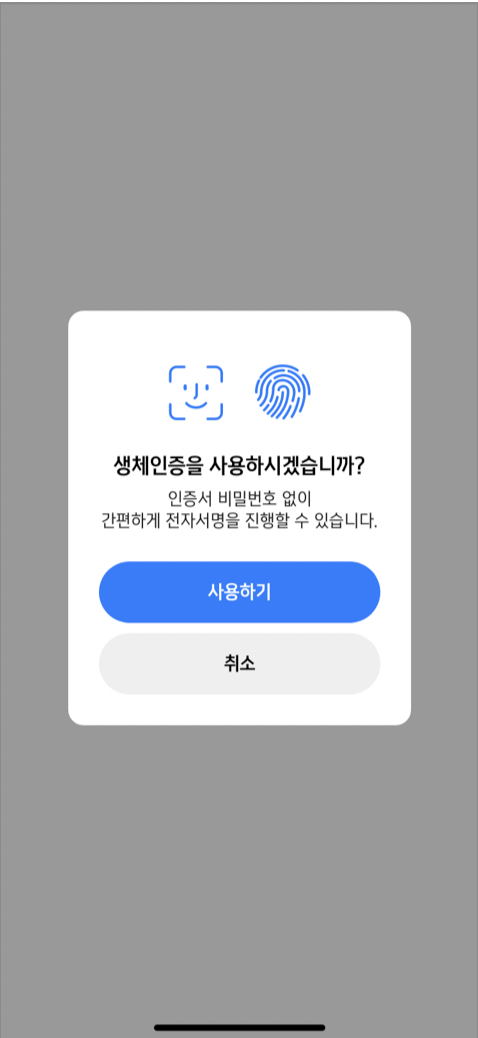 생체인증을 사용하시겠습니까?
인증서 비밀번호 없이
간편하게 전자서명을 진행할 수 있습니다.
사용하기
취소